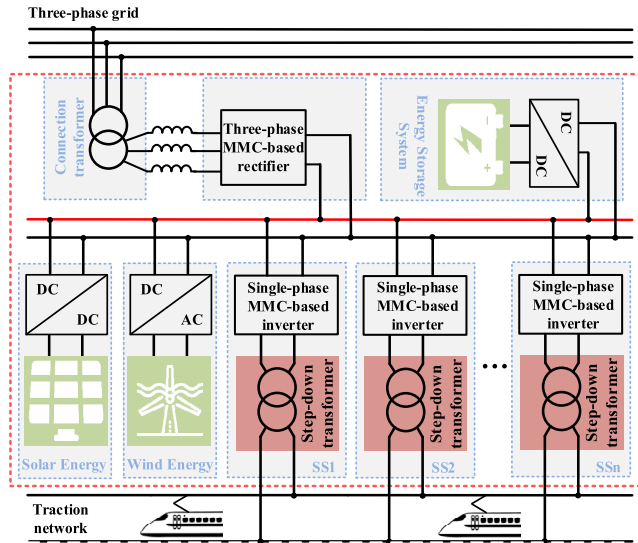 Three-phase grid
Connection
transformer
Three-phase
MMC-based
rectifier
Energy Storage
System
DC
DC
DC
DC
DC
AC
Single-phase
MMC-based
inverter
Single-phase
MMC-based
inverter
Single-phase
MMC-based
inverter
Step-down
transformer
Step-down
transformer
Step-down
transformer
Solar Energy
Wind Energy
SS1
SS2
SSn
Traction
network